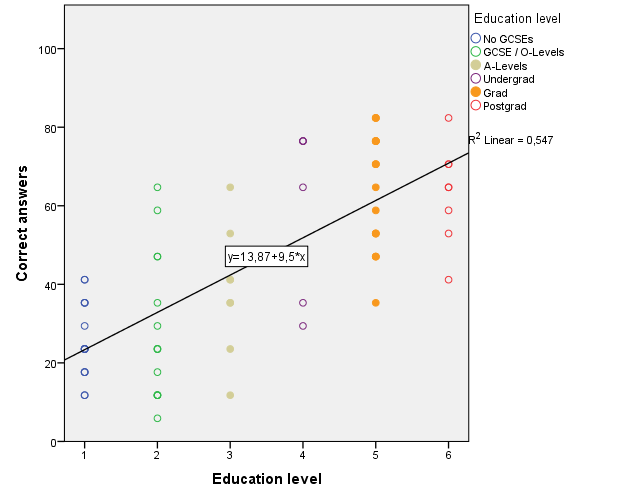 Education level
No GCSEs
GCSE / O-Levels
A-Levels
Undergrad
Grad
Postgrad
R² Linear = 0,547
y=13,87+9,5*x
Correct answers
100
80
60
40
20
0
1 2 3 4 5 6
Education level